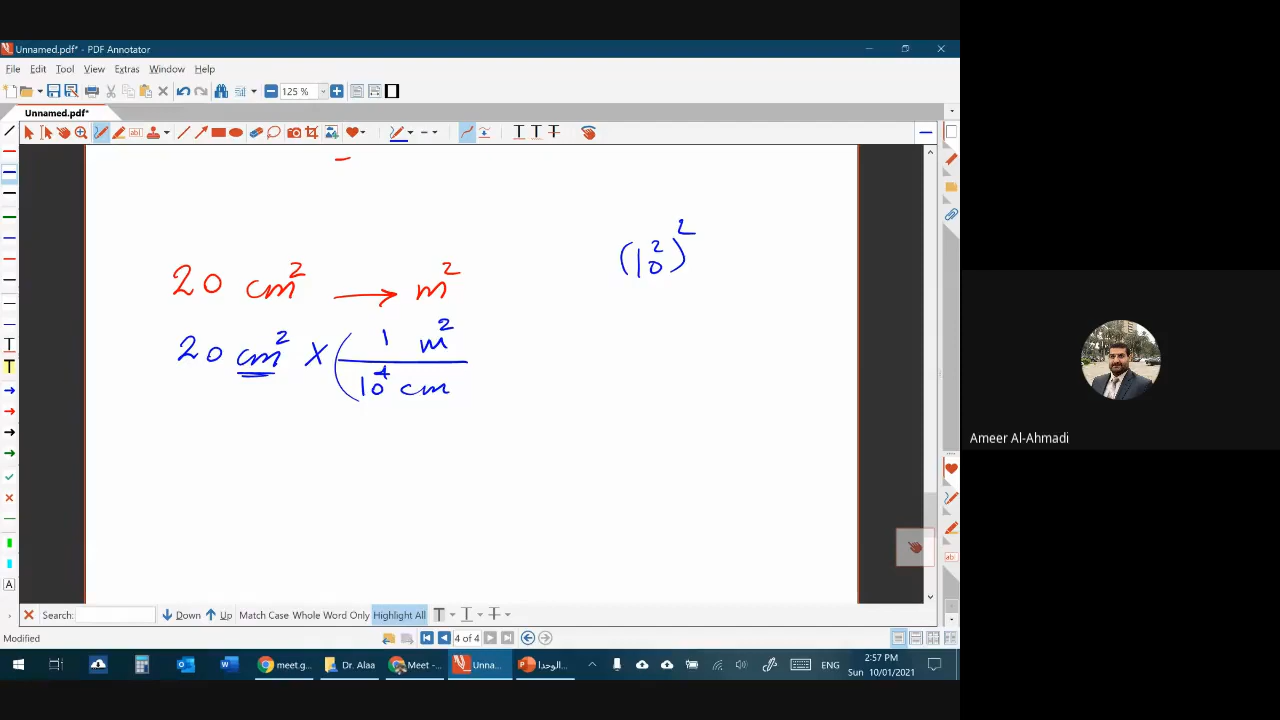 Unnamed.pdf* - PDF Annotator
File Edit Tool View Extras Window Help
125 %
Unnamed.pdf*
(10²)²
20 cm² → m²
20 cm² × ( 1 m²
10⁴ cm
Ameer Al-Ahmadi
Search: Down Up Match Case Whole Word Only Highlight All
Modified
4 of 4
meet.g... Dr. Alaa Meet -... Unna... الوحدا...
ENG
2:57 PM
Sun 10/01/2021